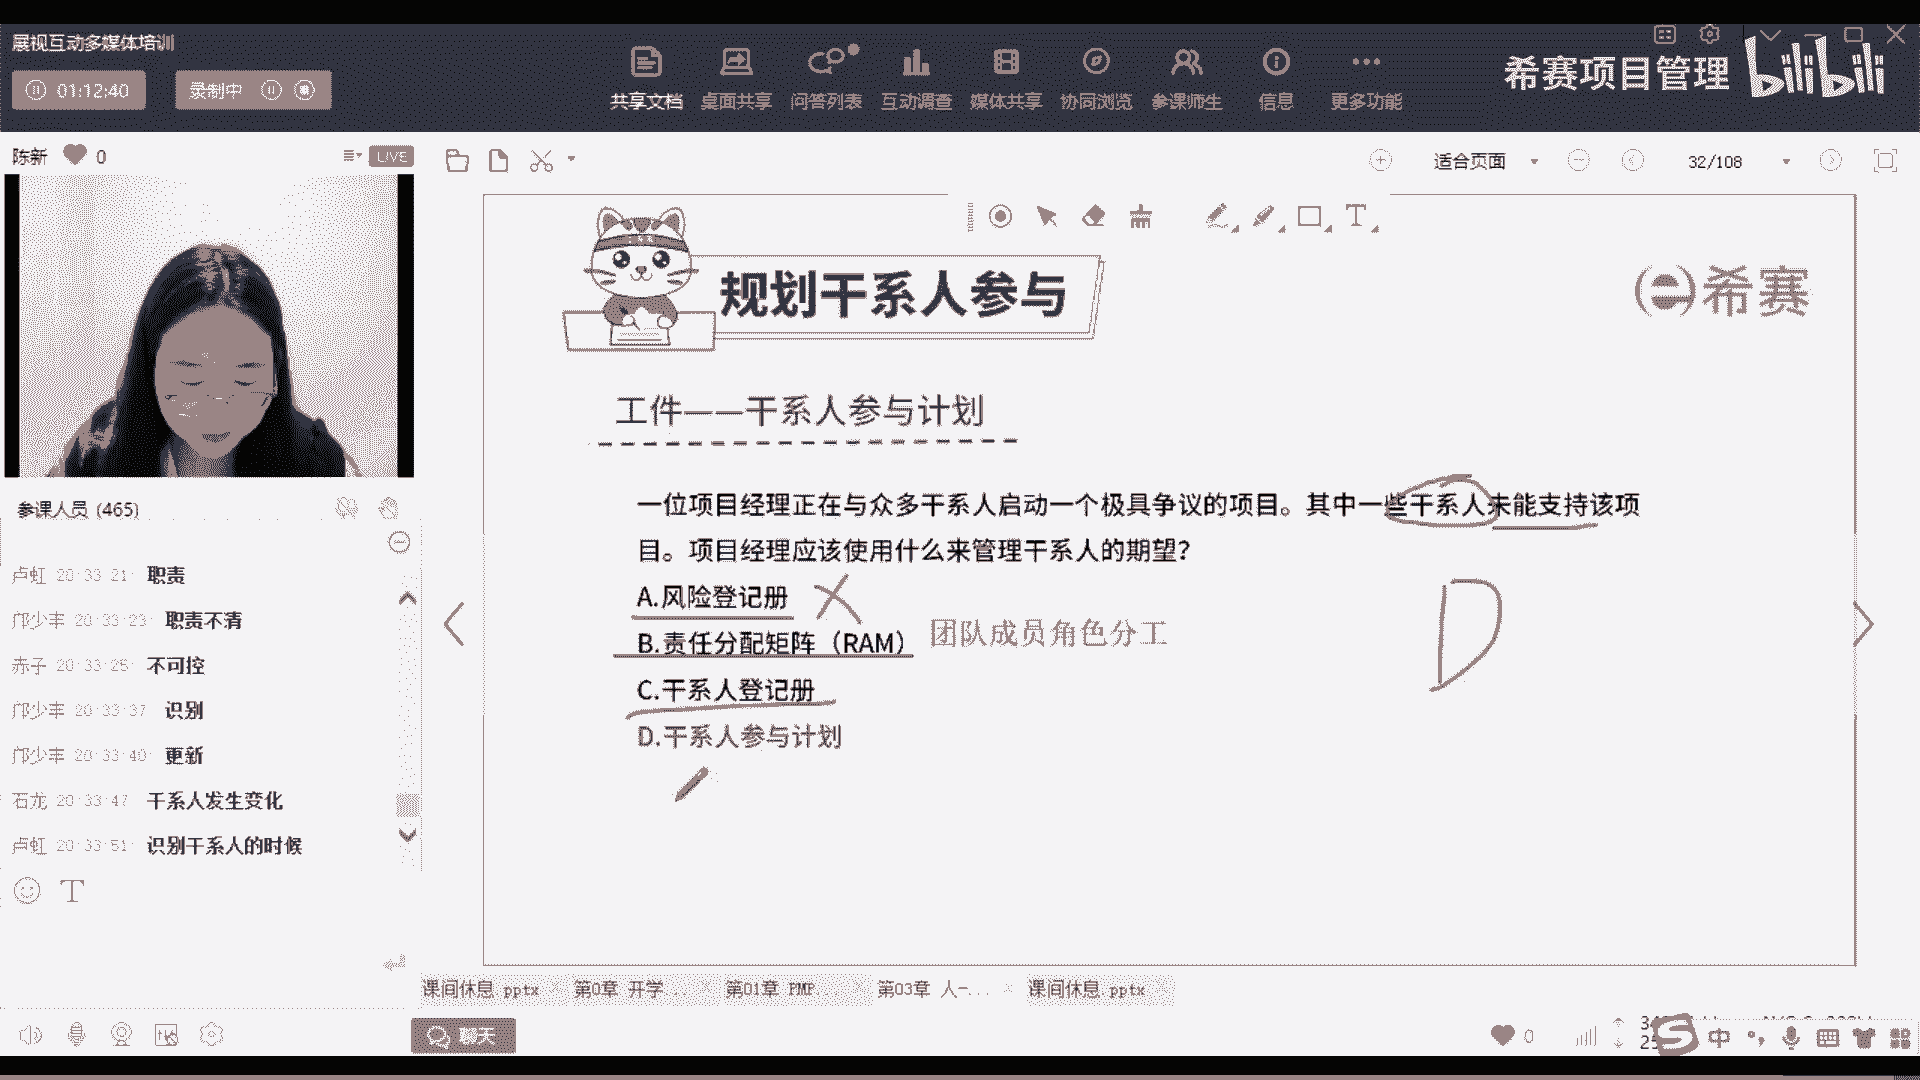 展视互动多媒体培训
01:12:40
录制中
共享文档 桌面共享 问答列表 互动调查 媒体共享 协同浏览 参课师生 信息 更多功能
希赛项目管理 bilibili
陈新 0 LIVE
适合页面 32/108
规划干系人参与
希赛
工件——干系人参与计划
一位项目经理正在与众多干系人启动一个极具争议的项目。其中一些干系人未能支持该项
目。项目经理应该使用什么来管理干系人的期望？
A.风险登记册
B.责任分配矩阵（RAM） 团队成员角色分工
C.干系人登记册
D.干系人参与计划
D
参课人员 (465)
卢虹 20:33:21 职责
邝少丰 20:33:23 职责不清
赤子 20:33:25 不可控
邝少丰 20:33:37 识别
邝少丰 20:33:40 更新
石龙 20:33:47 干系人发生变化
卢虹 20:33:51 识别干系人的时候
课间休息.pptx 第0章 开学... 第01章 PMP... 第03章 人-... 课间休息.pptx
聊天
0
中